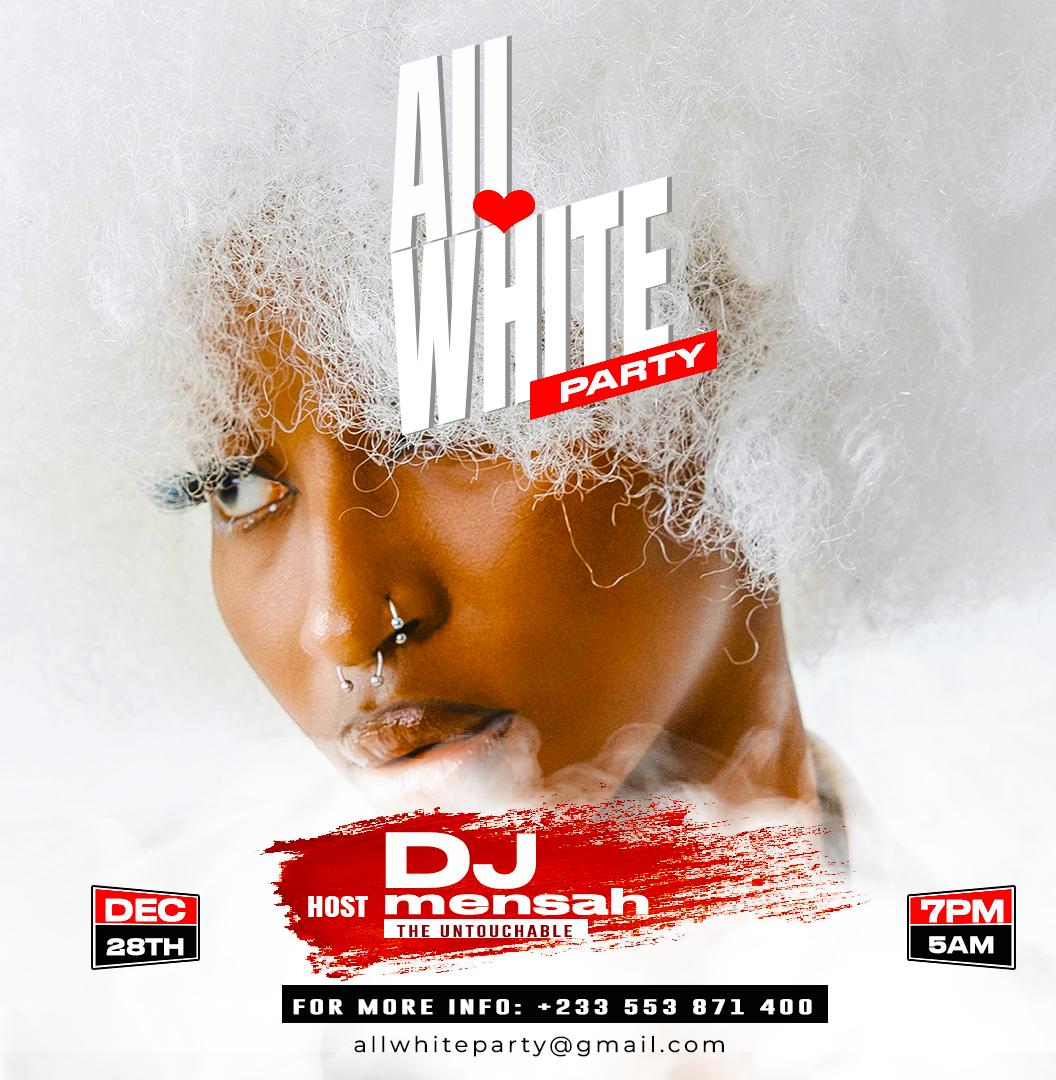 All
WHITE
PARTY
DJ
HOST mensah
THE UNTOUCHABLE
DEC
28TH
7PM
5AM
FOR MORE INFO: +233 553 871 400
allwhiteparty@gmail.com